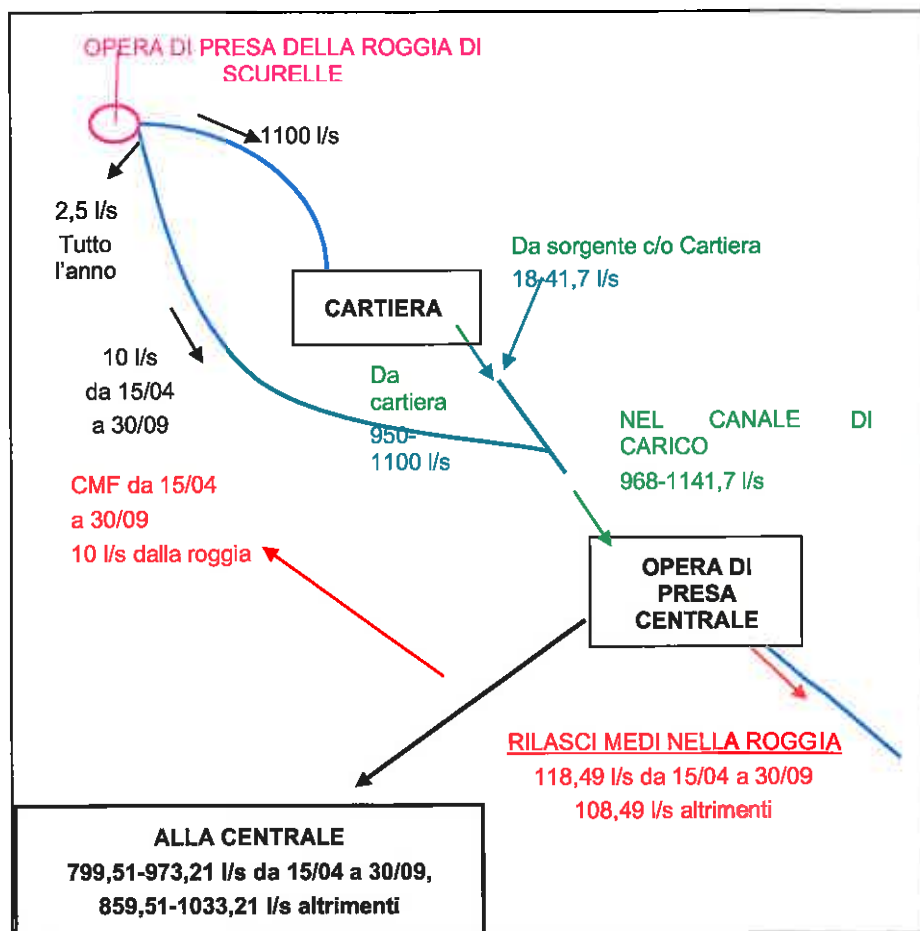 OPERA DI PRESA DELLA ROGGIA DI
SCURELLE
1100 l/s
2,5 l/s
Tutto
l'anno
Da sorgente c/o Cartiera
18-41,7 l/s
CARTIERA
10 l/s
da 15/04
a 30/09
Da
cartiera
950-
1100 l/s
NEL CANALE DI
CARICO
968-1141,7 l/s
CMF da 15/04
a 30/09
10 l/s dalla roggia
OPERA DI
PRESA
CENTRALE
RILASCI MEDI NELLA ROGGIA
118,49 l/s da 15/04 a 30/09
108,49 l/s altrimenti
ALLA CENTRALE
799,51-973,21 l/s da 15/04 a 30/09,
859,51-1033,21 l/s altrimenti